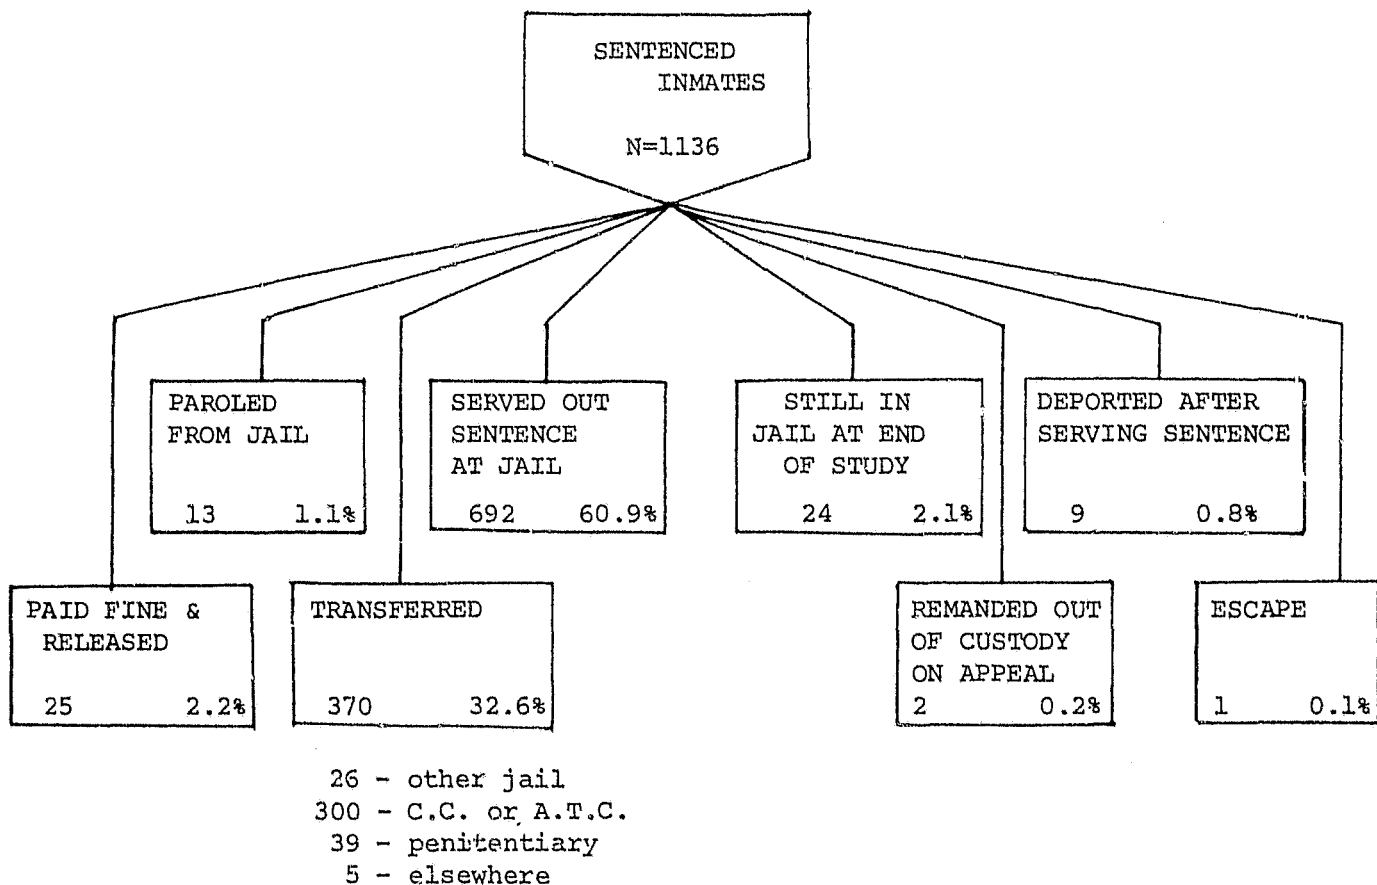 SENTENCED
INMATES
N=1136
PAROLED
FROM JAIL
13 1.1%
SERVED OUT
SENTENCE
AT JAIL
692 60.9%
STILL IN
JAIL AT END
OF STUDY
24 2.1%
DEPORTED AFTER
SERVING SENTENCE
9 0.8%
PAID FINE &
RELEASED
25 2.2%
TRANSFERRED
370 32.6%
REMANDED OUT
OF CUSTODY
ON APPEAL
2 0.2%
ESCAPE
1 0.1%
26 - other jail
300 - C.C. or A.T.C.
39 - penitentiary
5 - elsewhere